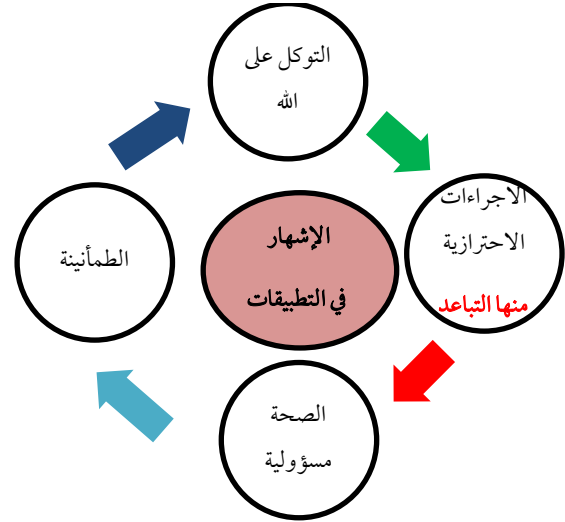 التوكل على
الله
الاجراءات
الاحترازية
منها التباعد
الإشهار
في التطبيقات
الطمأنينة
الصحة
مسؤولية